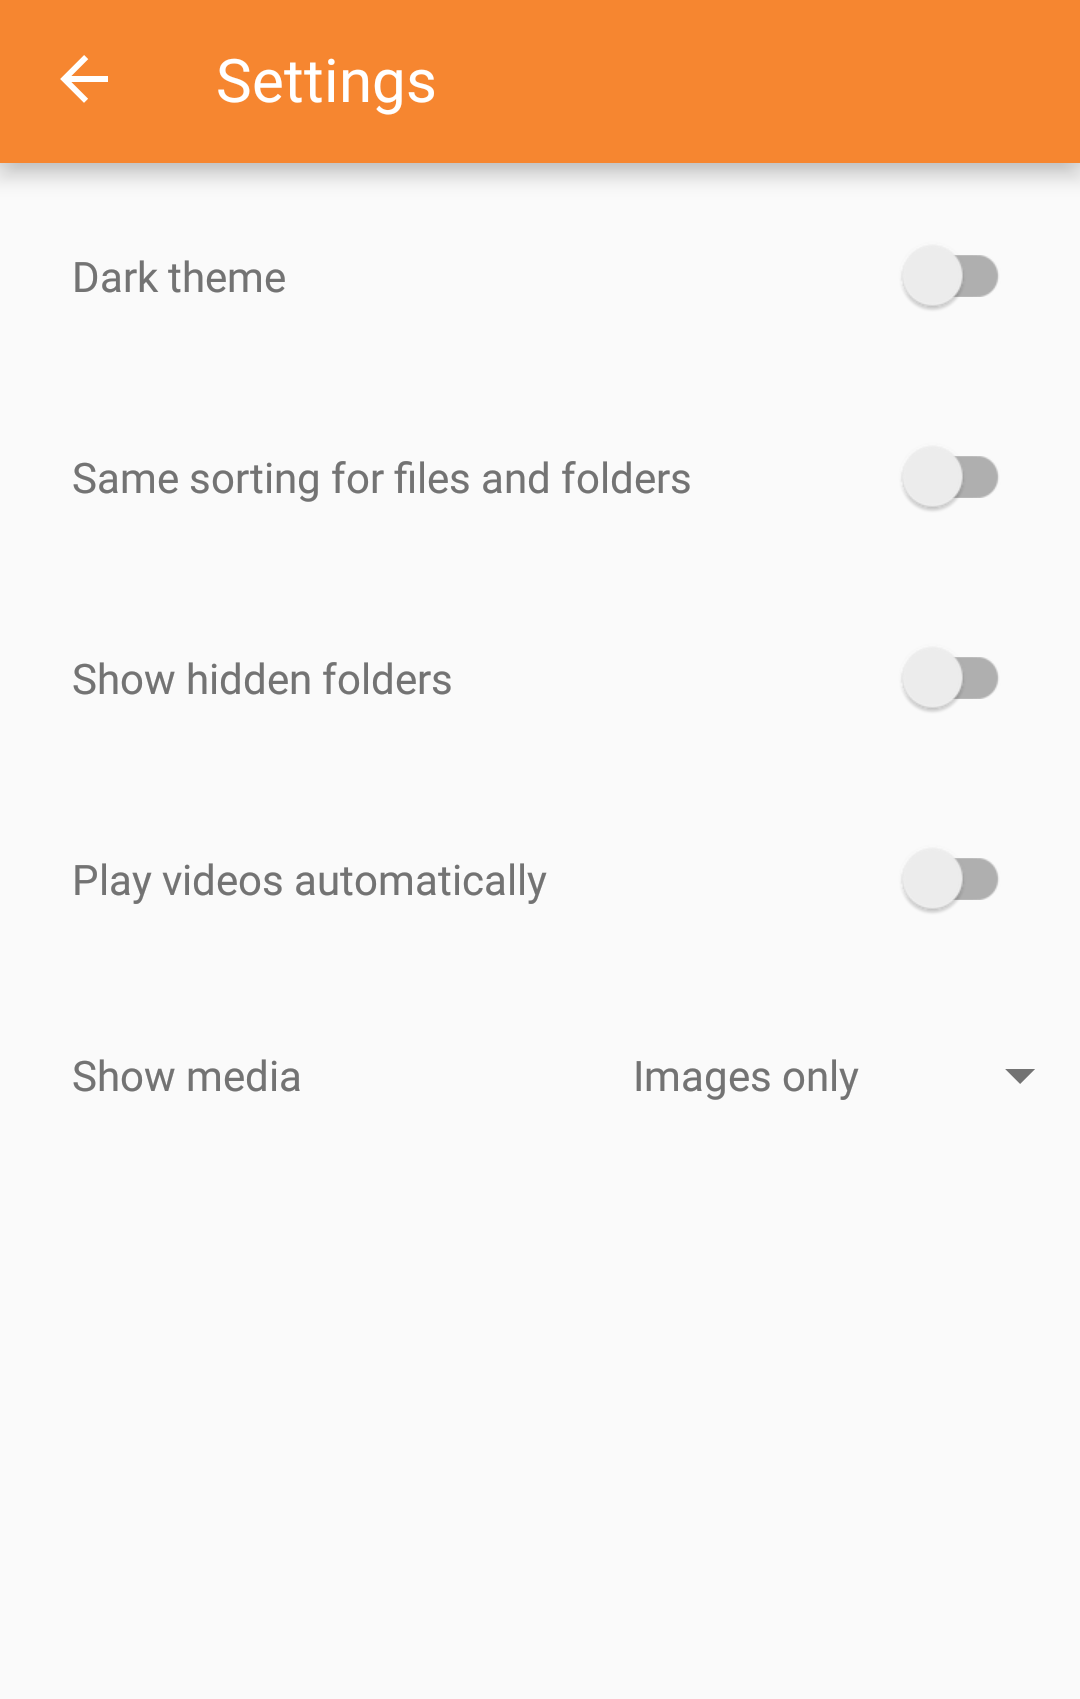 Settings
Dark theme
Same sorting for files and folders
Show hidden folders
Play videos automatically
Show media Images only